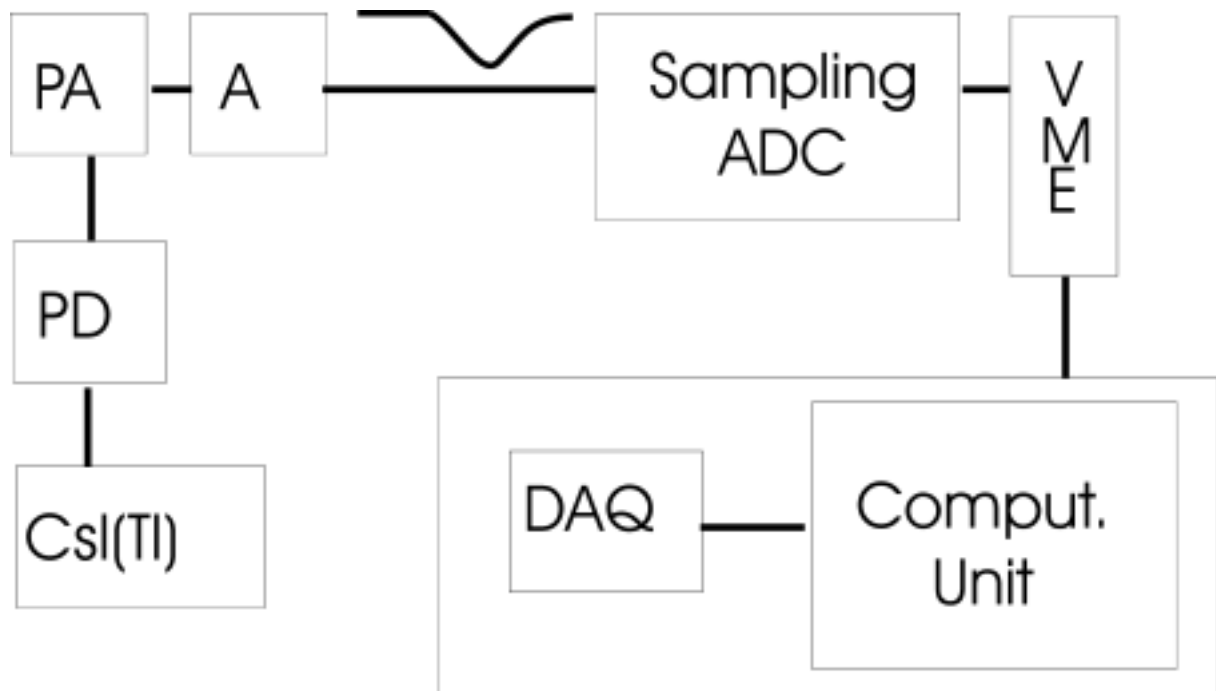 PA
A
Sampling
ADC
V
M
E
PD
CsI(Tl)
DAQ
Comput.
Unit